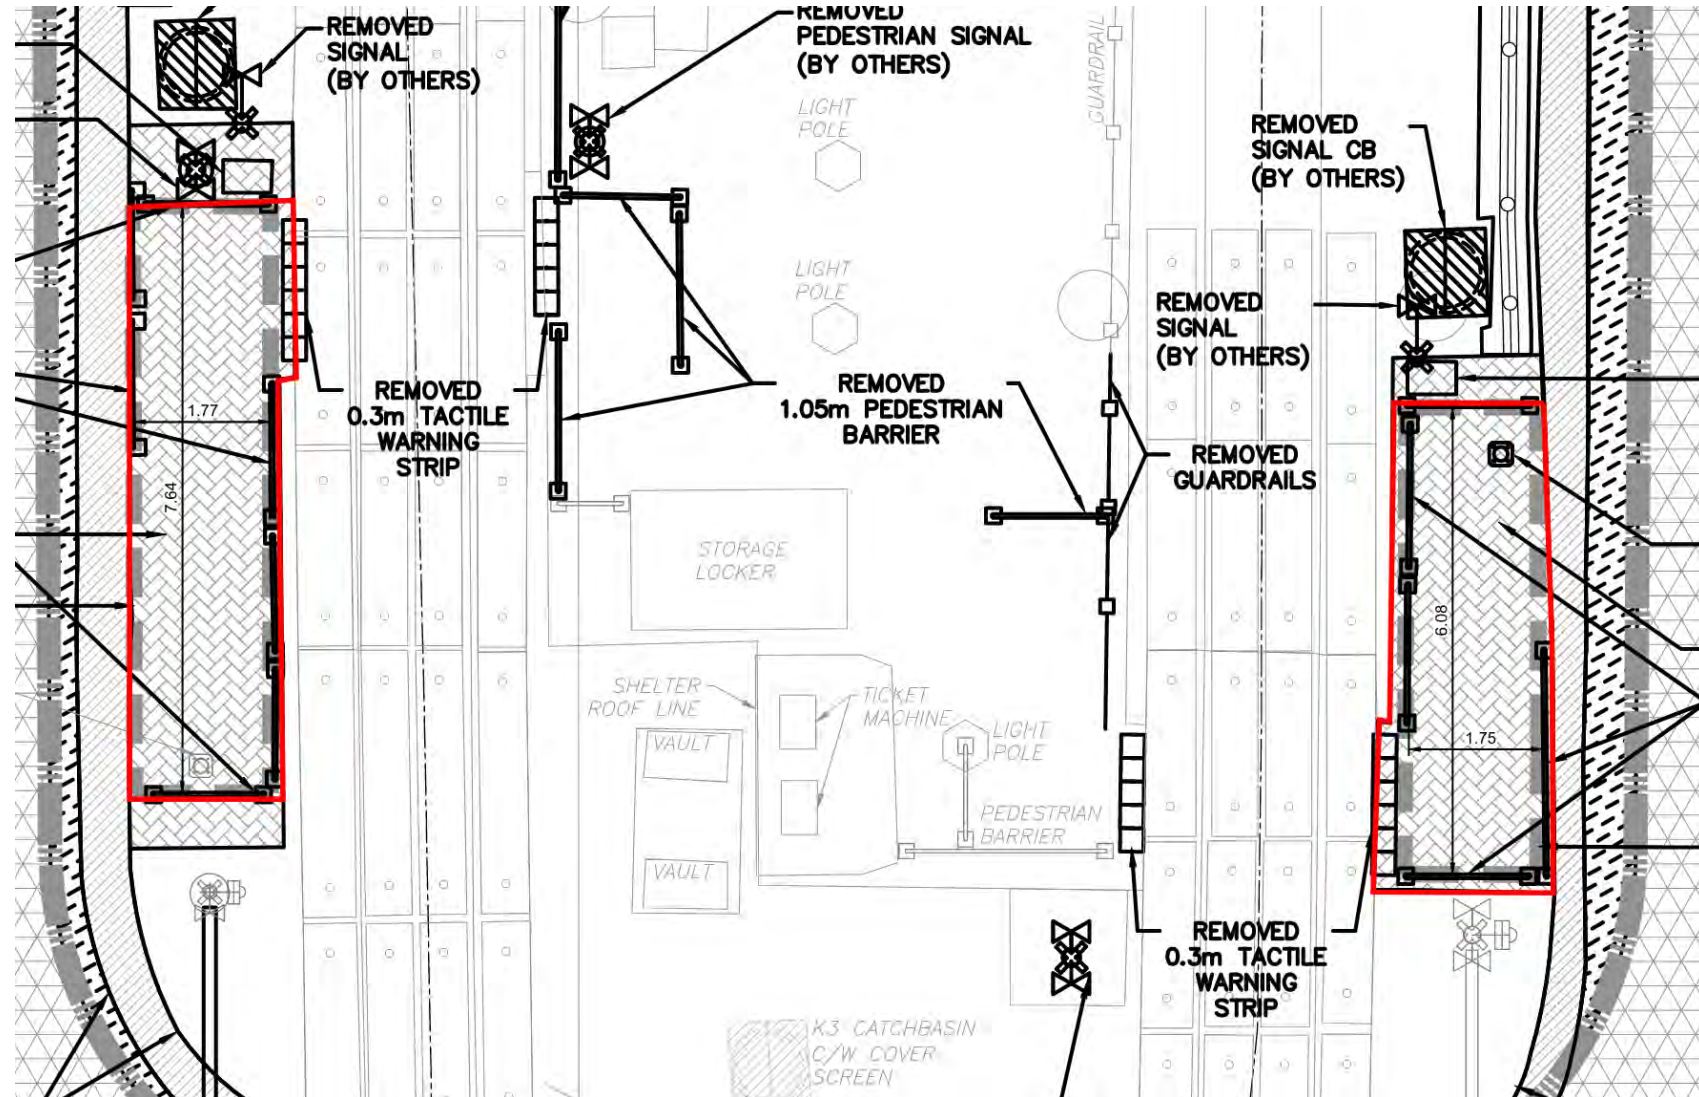 REMOVED
SIGNAL
(BY OTHERS)
REMOVED
PEDESTRIAN SIGNAL
(BY OTHERS)
GUARDRAIL
LIGHT
POLE
REMOVED
SIGNAL CB
(BY OTHERS)
LIGHT
POLE
REMOVED
SIGNAL
(BY OTHERS)
REMOVED
0.3m TACTILE
WARNING
STRIP
REMOVED
1.05m PEDESTRIAN
BARRIER
REMOVED
GUARDRAILS
1.77
7.64
STORAGE
LOCKER
6.08
SHELTER
ROOF LINE
TICKET
MACHINE
VAULT
LIGHT
POLE
1.75
PEDESTRIAN
BARRIER
VAULT
REMOVED
0.3m TACTILE
WARNING
STRIP
K3 CATCHBASIN
C/W COVER
SCREEN